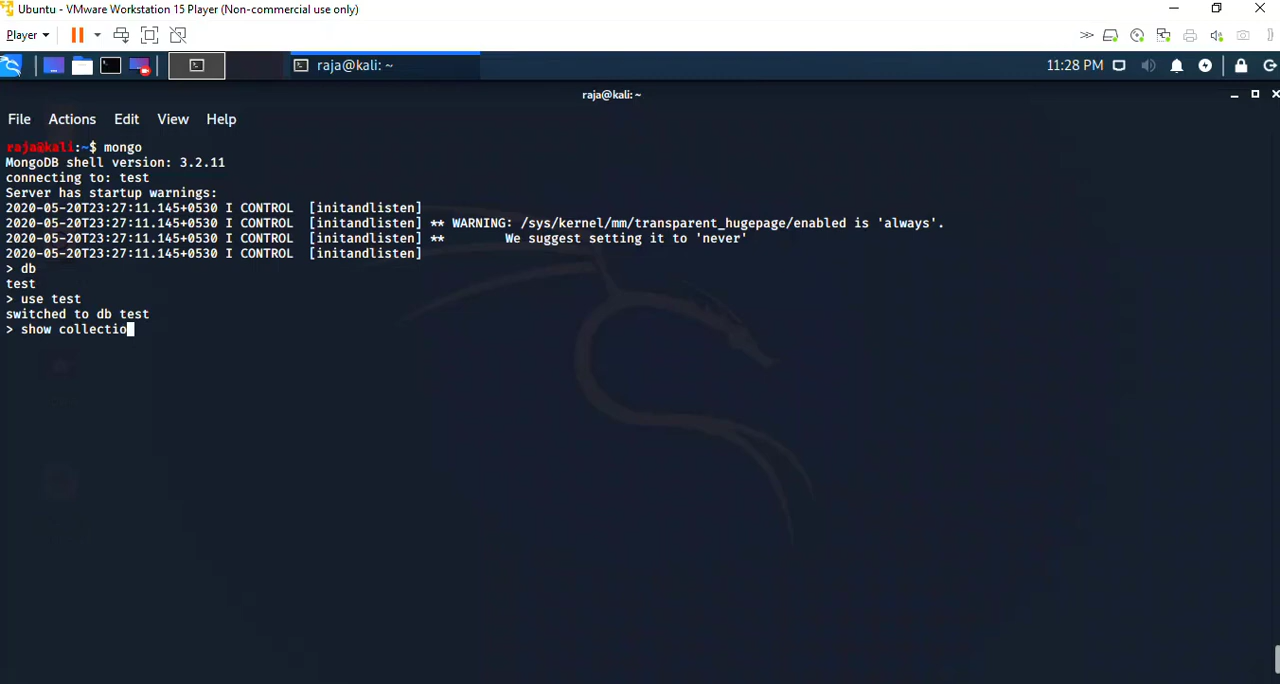 Ubuntu - VMware Workstation 15 Player (Non-commercial use only)
Player
raja@kali: ~
11:28 PM
raja@kali: ~
File Actions Edit View Help
raja@kali:~$ mongo
MongoDB shell version: 3.2.11
connecting to: test
Server has startup warnings:
2020-05-20T23:27:11.145+0530 I CONTROL  [initandlisten]
2020-05-20T23:27:11.145+0530 I CONTROL  [initandlisten] ** WARNING: /sys/kernel/mm/transparent_hugepage/enabled is 'always'.
2020-05-20T23:27:11.145+0530 I CONTROL  [initandlisten] **        We suggest setting it to 'never'
2020-05-20T23:27:11.145+0530 I CONTROL  [initandlisten]
> db
test
> use test
switched to db test
> show collectio